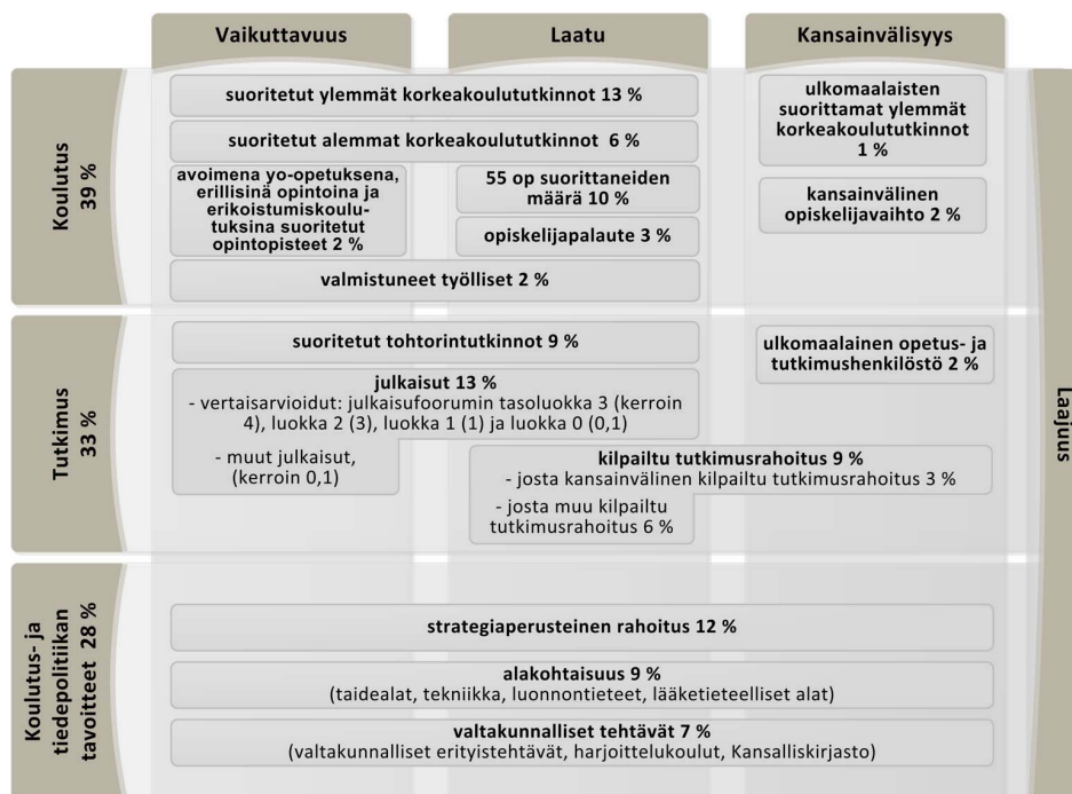 Vaikuttavuus
Laatu
Kansainvälisyys
Koulutus
39 %
suoritetut ylemmät korkeakoulututkinnot 13 %
suoritetut alemmat korkeakoulututkinnot 6 %
avoimena yo-opetuksena,
erillisinä opintoina ja
erikoistumiskoulu-
tuksina suoritetut
opintopisteet 2 %
55 op suorittaneiden
määrä 10 %
opiskelijapalaute 3 %
valmistuneet työlliset 2 %
ulkomaalaisten
suorittamat ylemmät
korkeakoulututkinnot
1 %
kansainvälinen
opiskelijavaihto 2 %
Tutkimus
33 %
suoritetut tohtorintutkinnot 9 %
julkaisut 13 %
- vertaisarvioidut: julkaisufoorumin tasoluokka 3 (kerroin
4), luokka 2 (3), luokka 1 (1) ja luokka 0 (0,1)
- muut julkaisut,
(kerroin 0,1)
ulkomaalainen opetus- ja
tutkimushenkilöstö 2 %
kilpailtu tutkimusrahoitus 9 %
- josta kansainvälinen kilpailtu tutkimusrahoitus 3 %
- josta muu kilpailtu
tutkimusrahoitus 6 %
Koulutus- ja
tiedepolitiikan
tavoitteet 28 %
strategiaperusteinen rahoitus 12 %
alakohtaisuus 9 %
(taidealat, tekniikka, luonnontieteet, lääketieteelliset alat)
valtakunnalliset tehtävät 7 %
(valtakunnalliset erityistehtävät, harjoittelukoulut, Kansalliskirjasto)
Laajuus